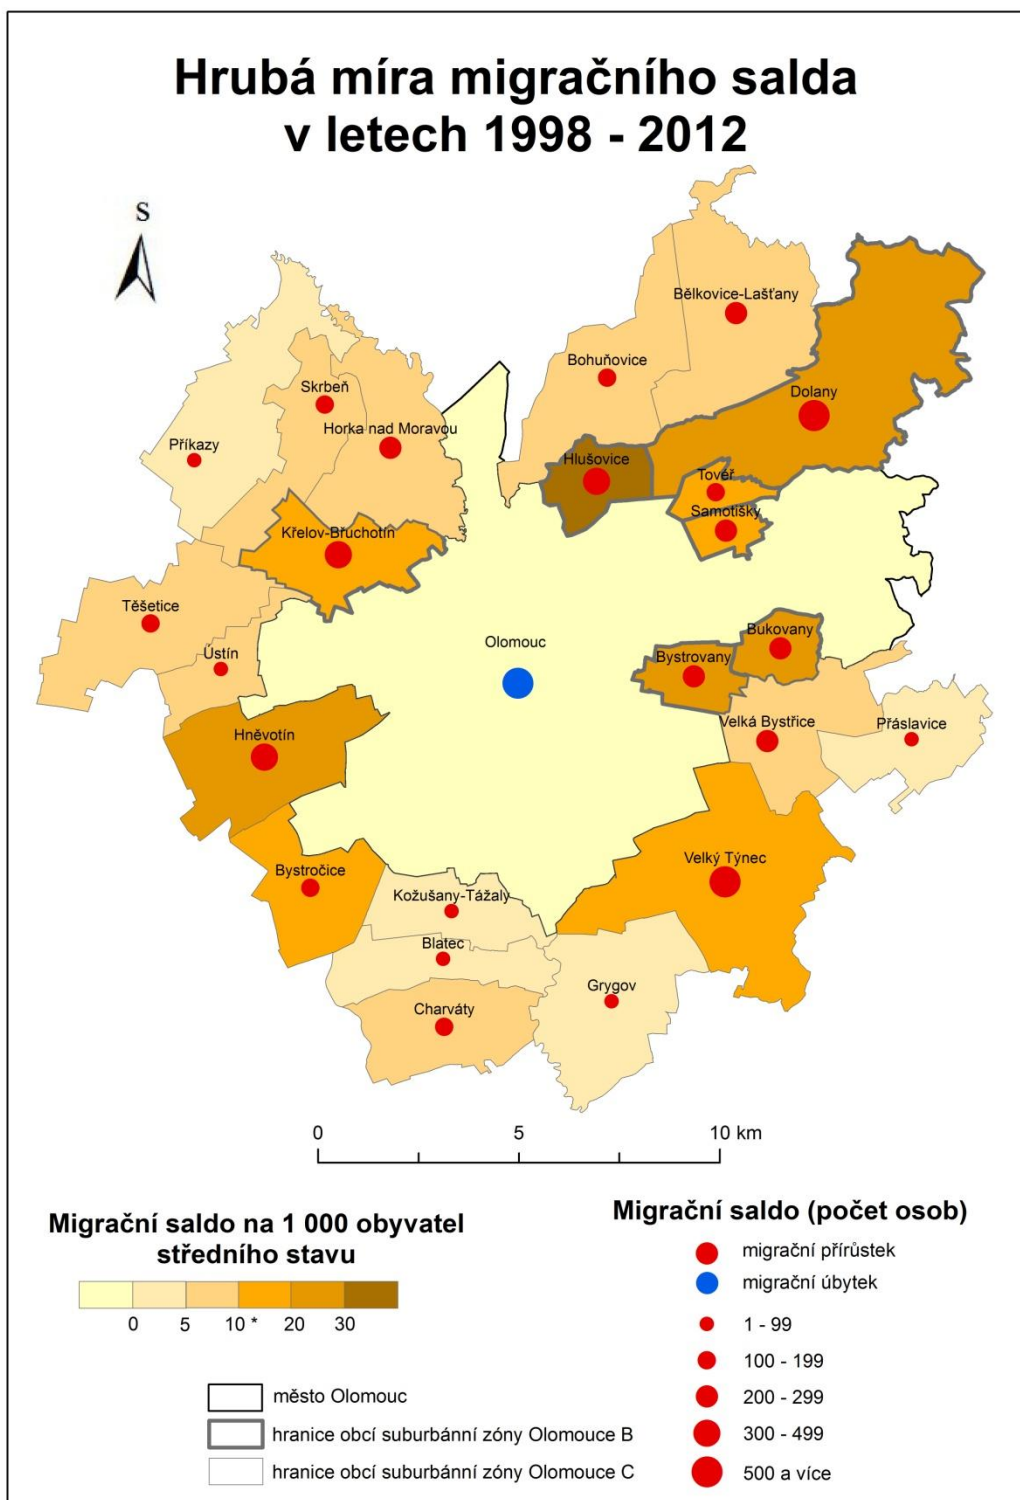 Hrubá míra migračního salda
v letech 1998 - 2012
S
Bělkovice-Lašťany
Bohuňovice
Skrbeň
Dolany
Horka nad Moravou
Příkazy
Hlušovice
Tovéř
Samotišky
Křelov-Břuchotín
Těšetice
Bukovany
Olomouc
Ústín
Bystrovany
Velká Bystřice
Přáslavice
Hněvotín
Velký Týnec
Bystročice
Kožušany-Tážaly
Blatec
Grygov
Charváty
0 5 10 km
Migrační saldo na 1 000 obyvatel
středního stavu
0 5 10 * 20 30
město Olomouc
hranice obcí suburbánní zóny Olomouce B
hranice obcí suburbánní zóny Olomouce C
Migrační saldo (počet osob)
migrační přírůstek
migrační úbytek
1 - 99
100 - 199
200 - 299
300 - 499
500 a více